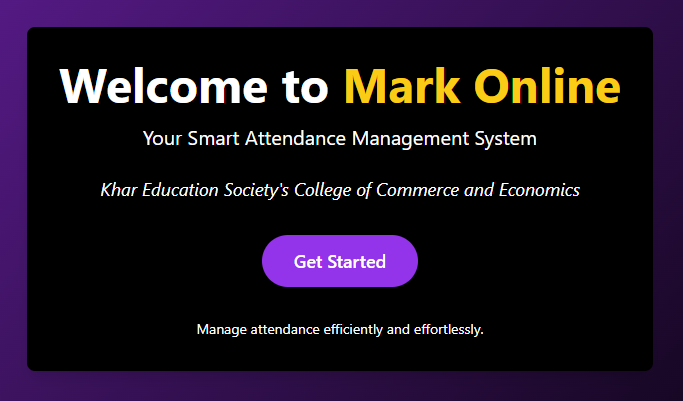 Welcome to Mark Online
Your Smart Attendance Management System
Khar Education Society's College of Commerce and Economics
Get Started
Manage attendance efficiently and effortlessly.